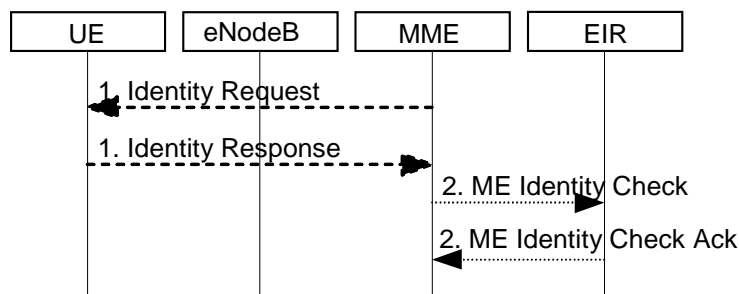 UE
eNodeB
MME
EIR
1. Identity Request
1. Identity Response
2. ME Identity Check
2. ME Identity Check Ack